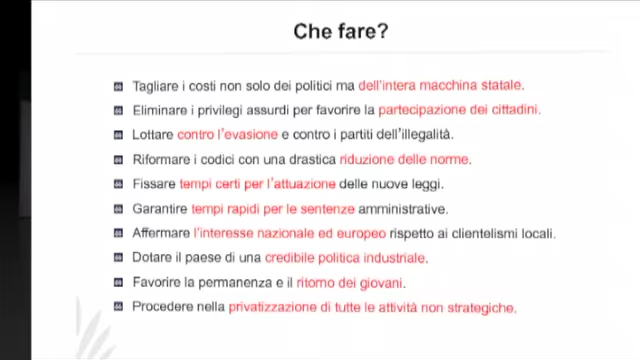 Che fare?
Tagliare i costi non solo dei politici ma dell'intera macchina statale.
Eliminare i privilegi assurdi per favorire la partecipazione dei cittadini.
Lottare contro l'evasione e contro i partiti dell'illegalità.
Riformare i codici con una drastica riduzione delle norme.
Fissare tempi certi per l'attuazione delle nuove leggi.
Garantire tempi rapidi per le sentenze amministrative.
Affermare l'interesse nazionale ed europeo rispetto ai clientelismi locali.
Dotare il paese di una credibile politica industriale.
Favorire la permanenza e il ritorno dei giovani.
Procedere nella privatizzazione di tutte le attività non strategiche.